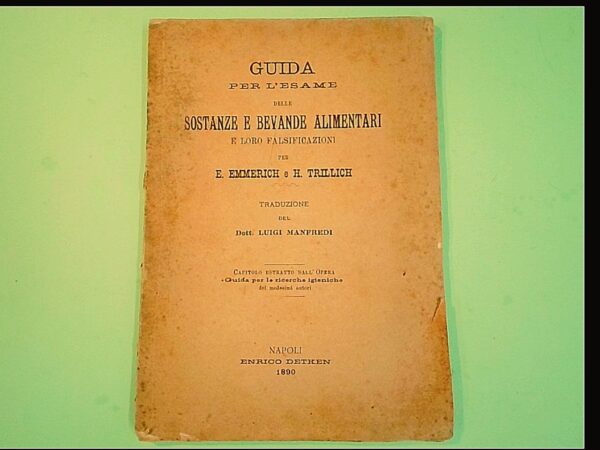 GUIDA
PER L'ESAME
DELLE
SOSTANZE E BEVANDE ALIMENTARI
E LORO FALSIFICAZIONI
PER
E. EMMERICH e H. TRILLICH
TRADUZIONE
DEL
Dott. LUIGI MANFREDI
CAPITOLO ESTRATTO DALL'OPERA
«Guida per le ricerche igieniche»
dei medesimi autori
NAPOLI
ENRICO DETKEN
1890